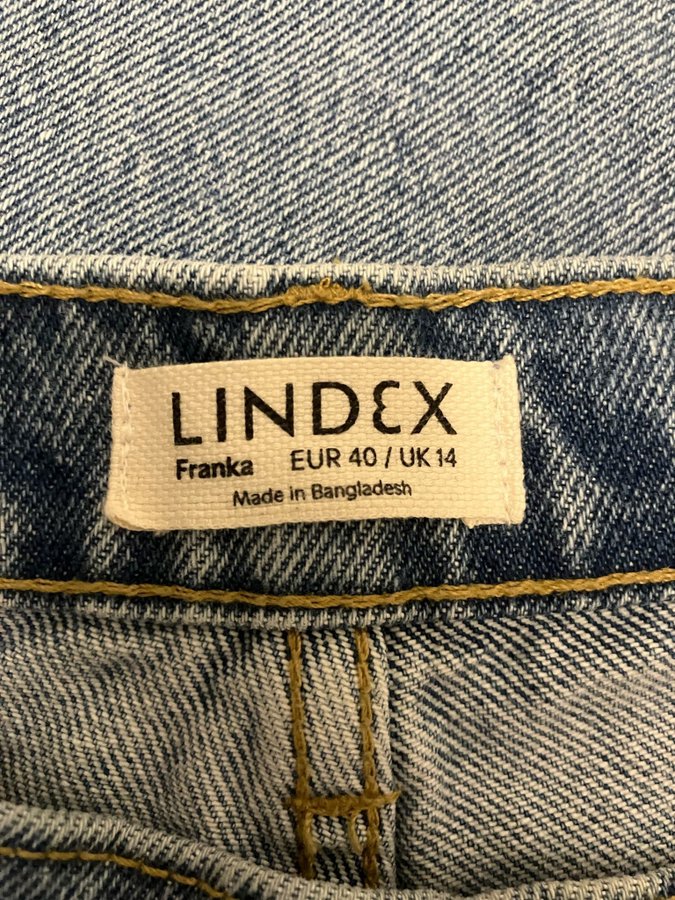 LINDEX
Franka EUR 40 / UK 14
Made in Bangladesh